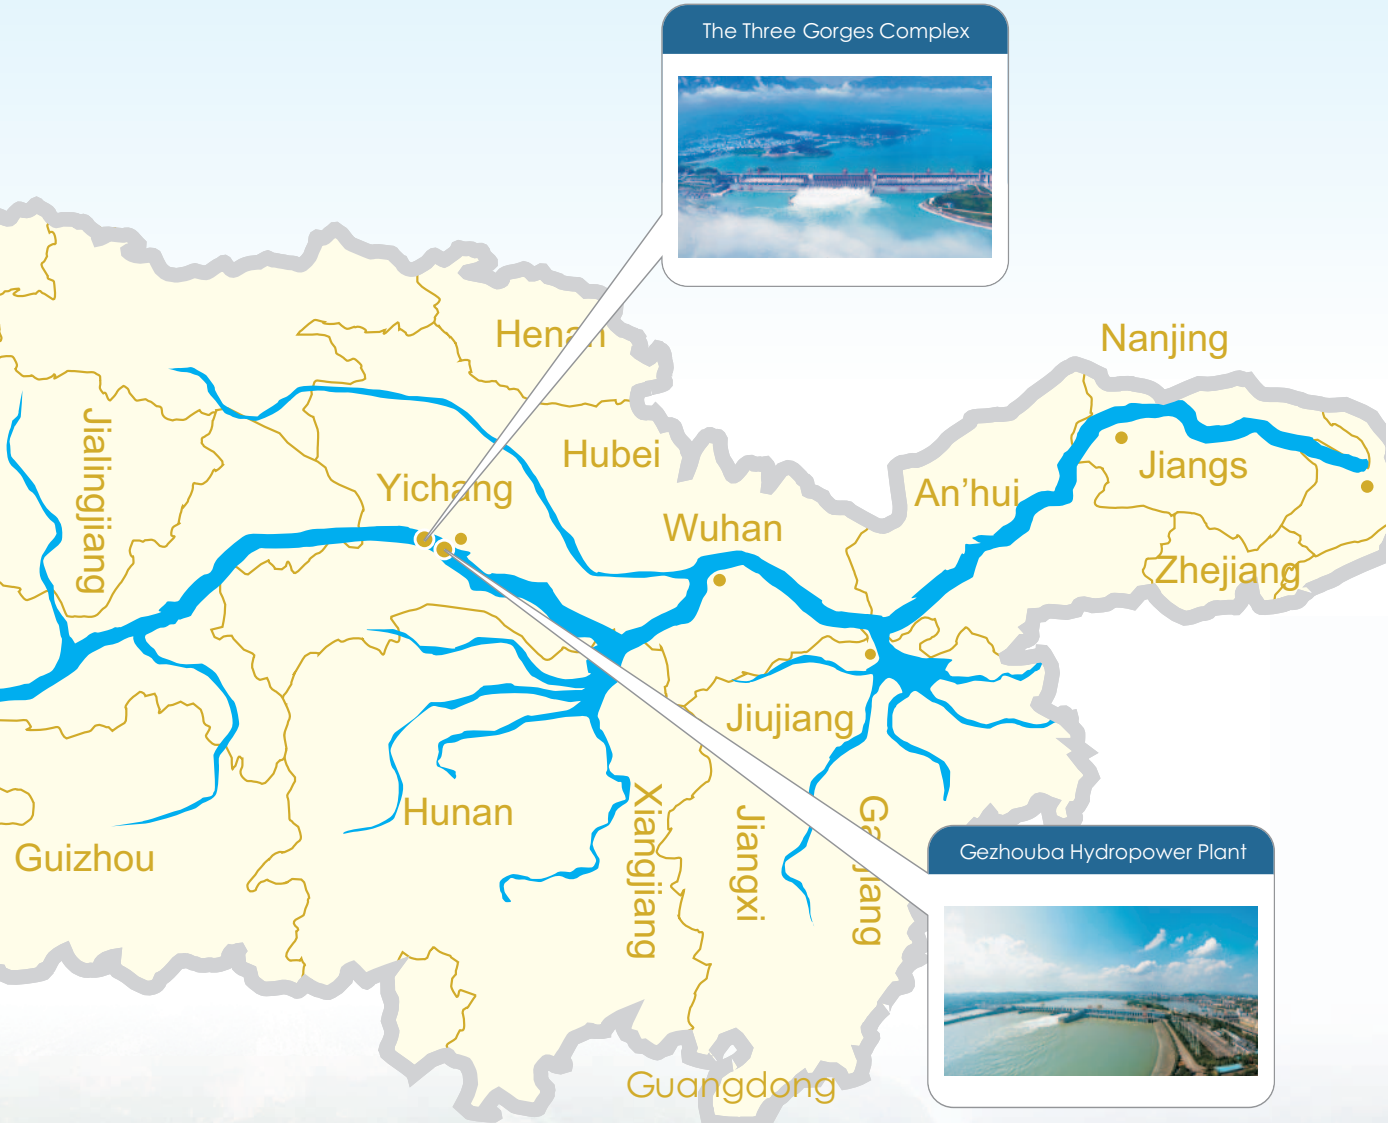 The Three Gorges Complex
Henan
Nanjing
Jialingjiang
Hubei
Jiangs
Yichang
An'hui
Wuhan
Zhejiang
Jiujiang
Hunan
Xiangjiang
Jiangxi
Guizhou
Gezhouba Hydropower Plant
Guangdong